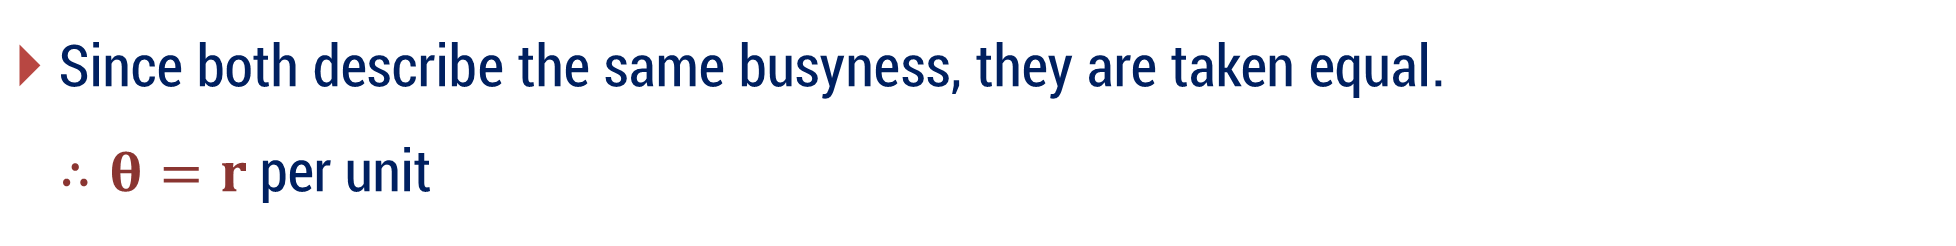 Since both describe the same busyness, they are taken equal.
∴ θ = r per unit